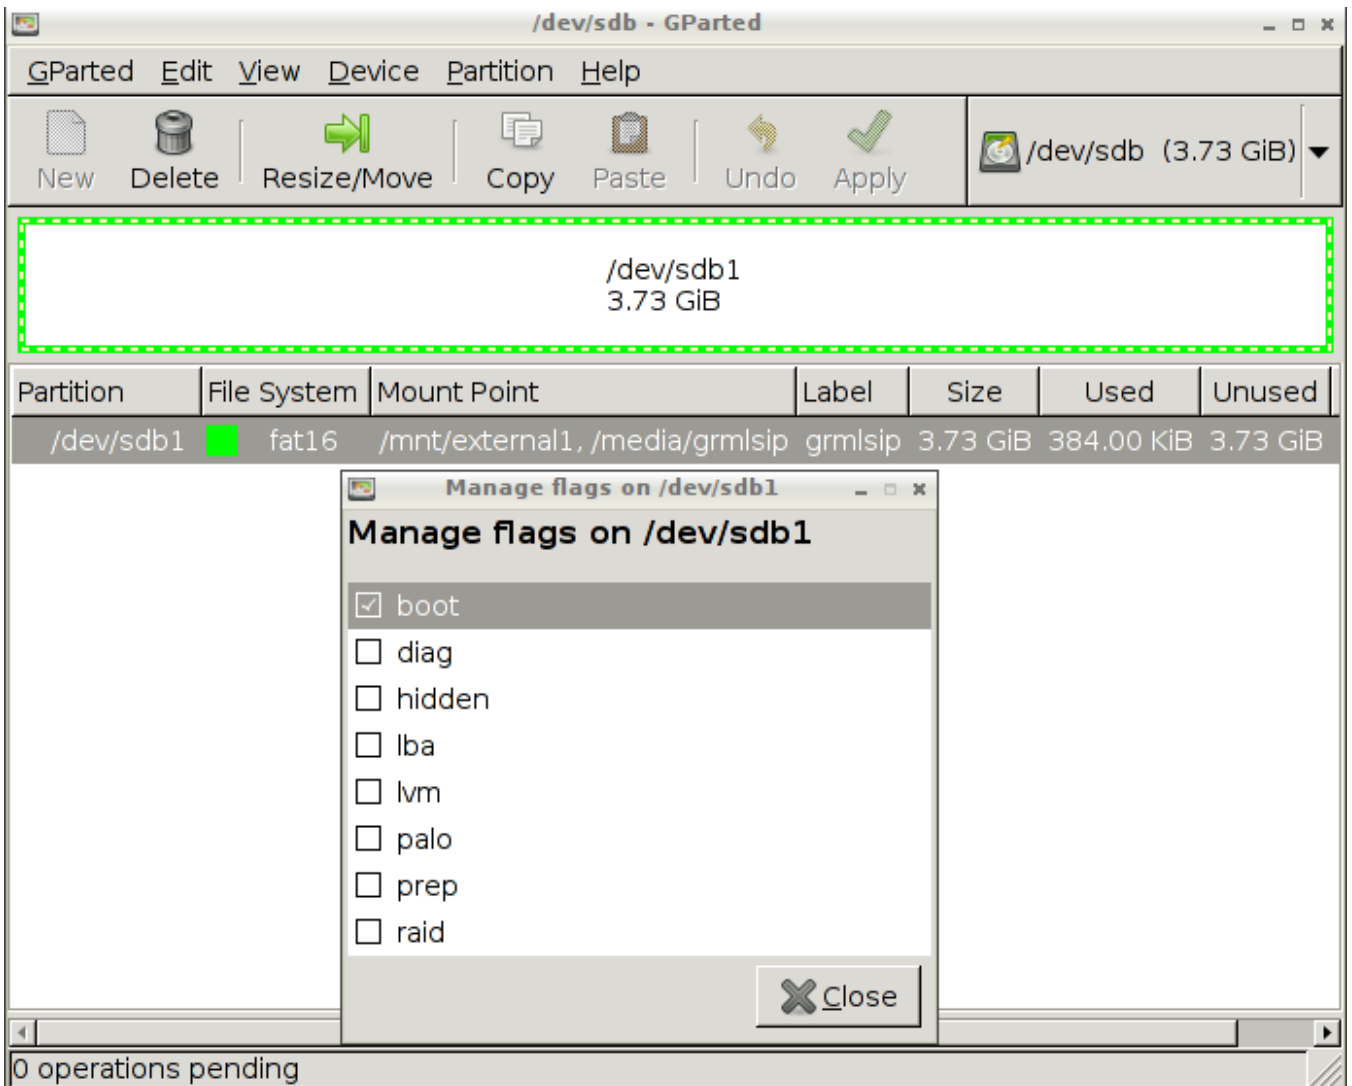 /dev/sdb - GParted
GParted Edit View Device Partition Help
New Delete Resize/Move Copy Paste Undo Apply /dev/sdb (3.73 GiB)
/dev/sdb1
3.73 GiB
Partition File System Mount Point Label Size Used Unused
/dev/sdb1 fat16 /mnt/external1, /media/grmlsip grmlsip 3.73 GiB 384.00 KiB 3.73 GiB
Manage flags on /dev/sdb1
Manage flags on /dev/sdb1
boot
diag
hidden
lba
lvm
palo
prep
raid
Close
0 operations pending